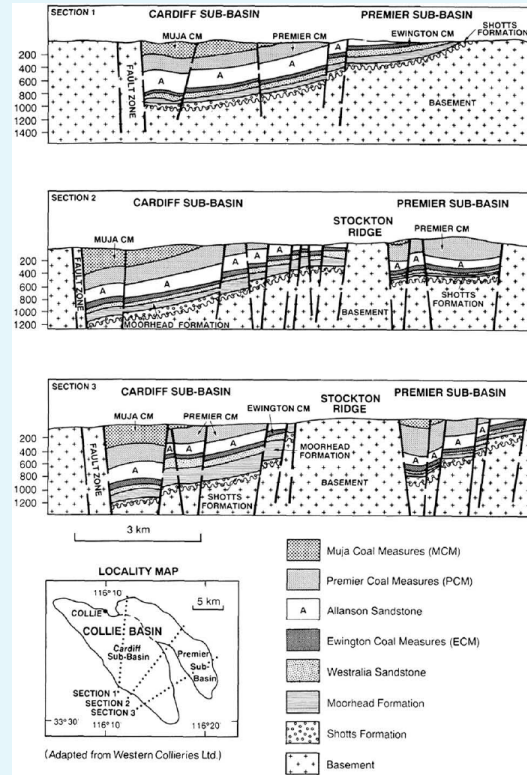 SECTION 1
CARDIFF SUB-BASIN
PREMIER SUB-BASIN
SHOTTS
FORMATION
MUJA CM
PREMIER CM
EWINGTON CM
A
A
A
200
400
600
800
1000
1200
1400
FAULT ZONE
BASEMENT
SECTION 2
CARDIFF SUB-BASIN
PREMIER SUB-BASIN
STOCKTON
RIDGE
MUJA CM
PREMIER CM
A
A
A
A
A
A
A
A
200
400
600
800
1000
1200
FAULT ZONE
MOORHEAD FORMATION
BASEMENT
SHOTTS
FORMATION
SECTION 3
CARDIFF SUB-BASIN
STOCKTON
RIDGE
PREMIER SUB-BASIN
MUJA CM
PREMIER CM
EWINGTON CM
MOORHEAD
FORMATION
A
A
A
A
A
A
A
A
200
400
600
800
1000
1200
FAULT ZONE
SHOTTS
FORMATION
BASEMENT
3 km
LOCALITY MAP
116°10'
5 km
COLLIE
COLLIE BASIN
Cardiff
Sub-Basin
Premier
Sub-
Basin
SECTION 1
SECTION 2
SECTION 3
33°30'
116°10'
116°20'
(Adapted from Western Collieries Ltd.)
Muja Coal Measures (MCM)
Premier Coal Measures (PCM)
A
Allanson Sandstone
Ewington Coal Measures (ECM)
Westralia Sandstone
Moorhead Formation
Shotts Formation
Basement